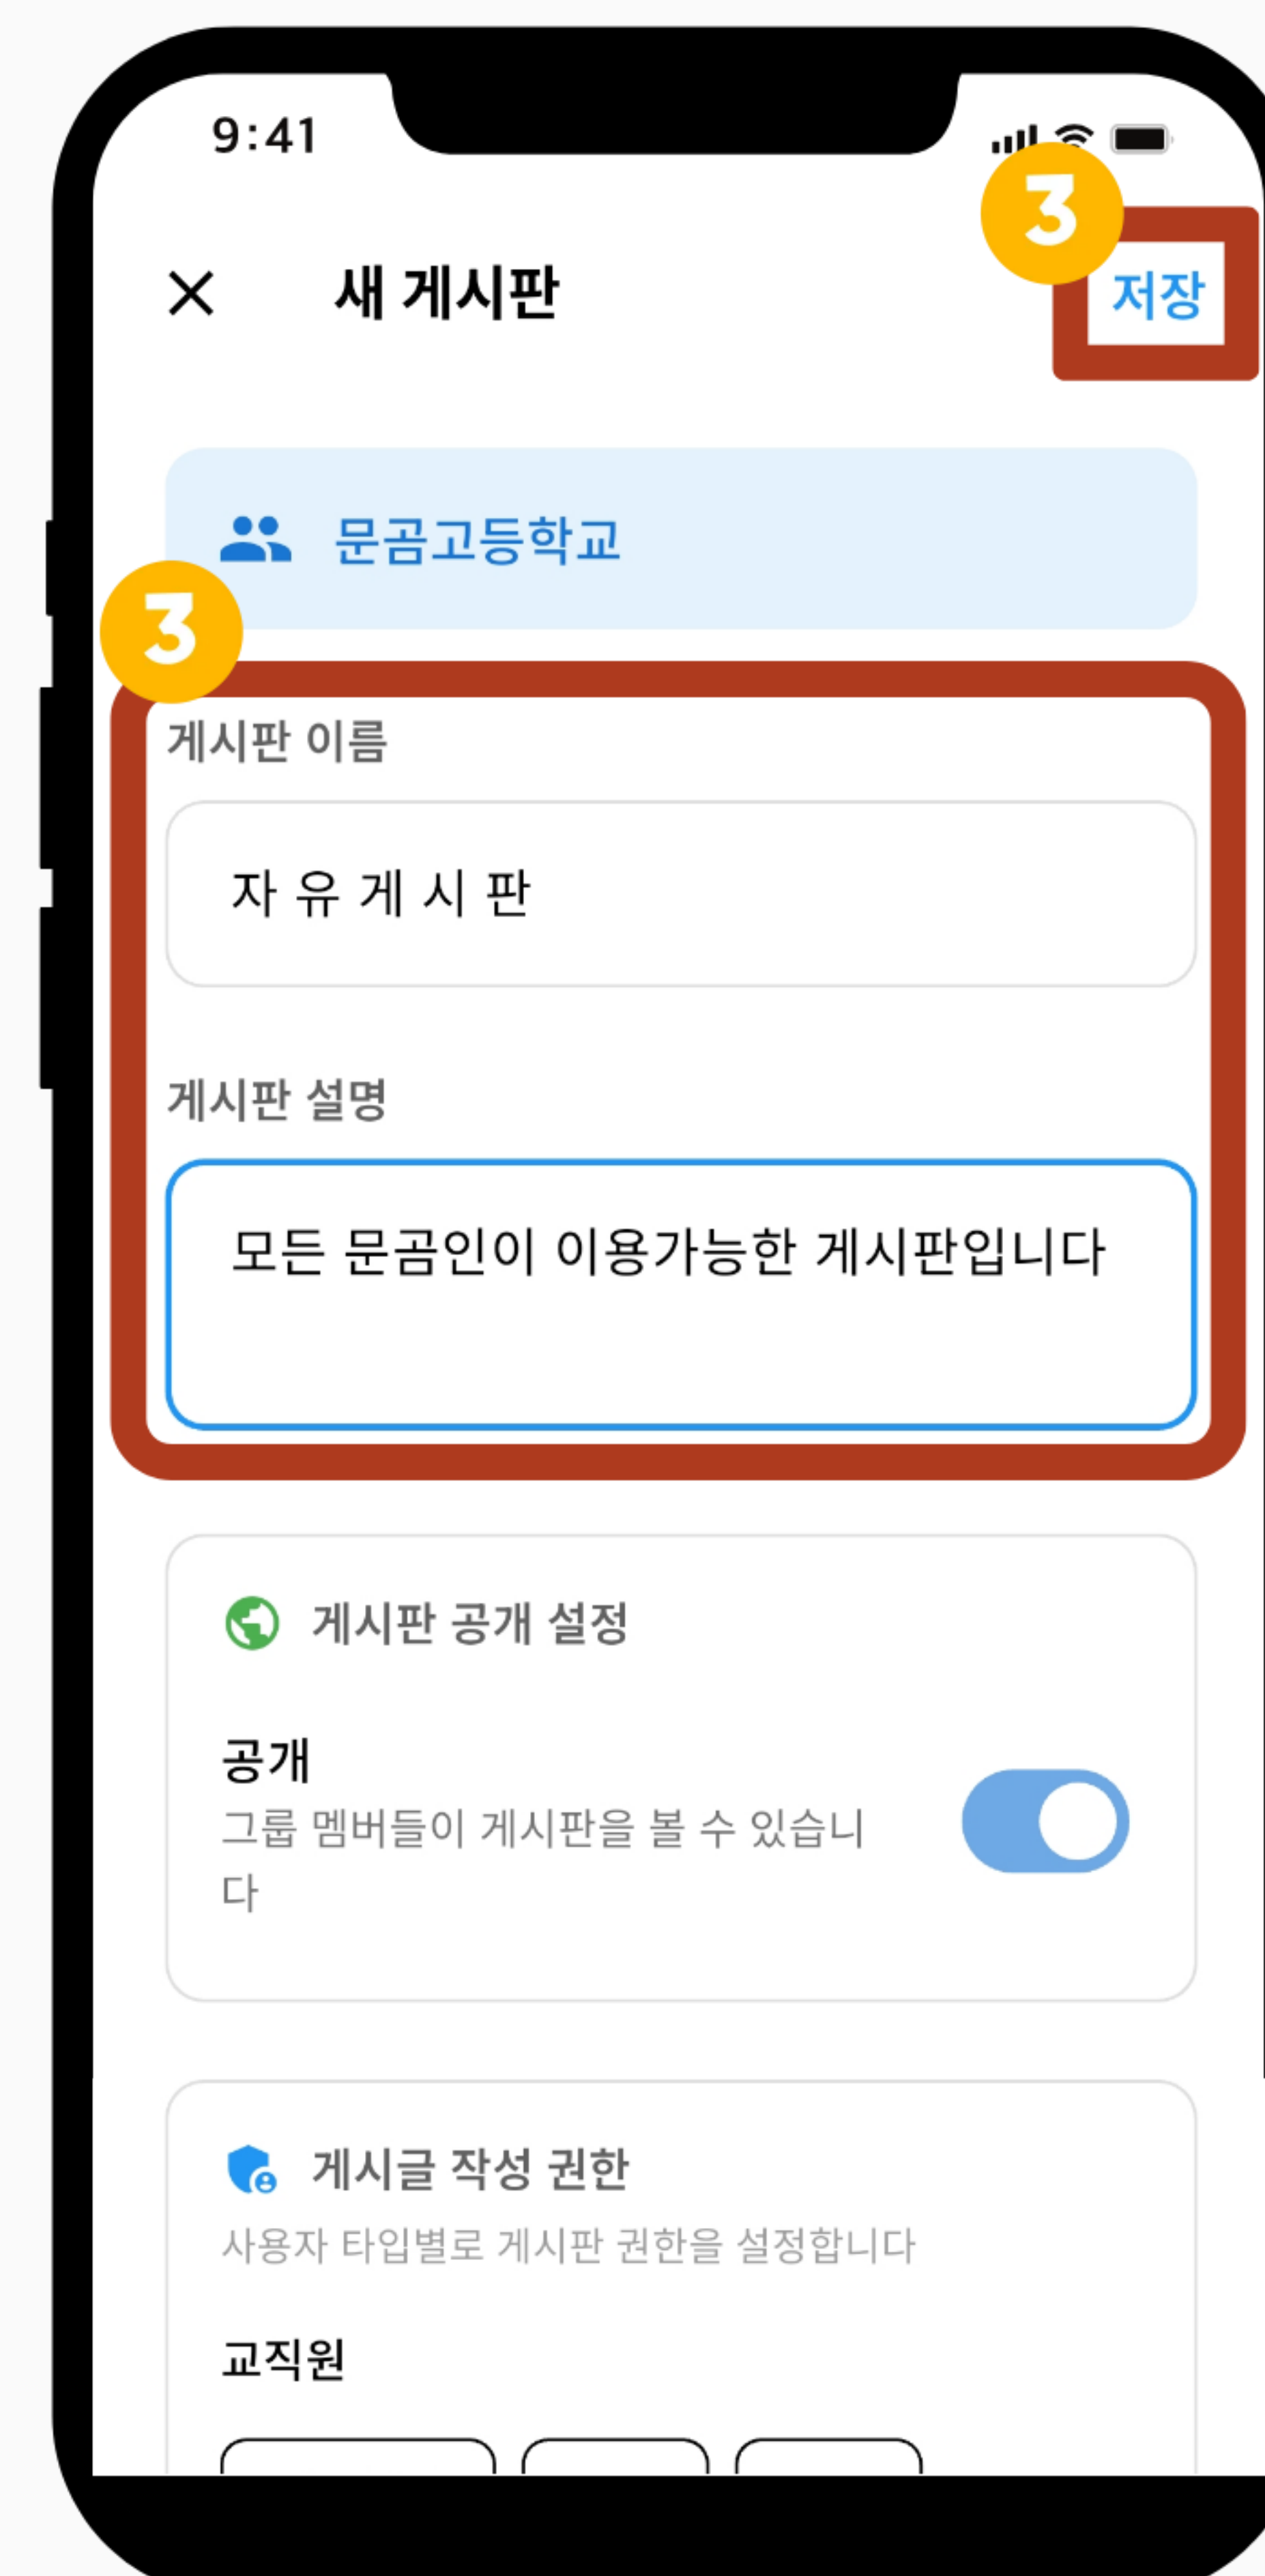 9:41
3
새 게시판
저장
문곰고등학교
3
게시판 이름
자 유 게 시 판
게시판 설명
모든 문곰인이 이용가능한 게시판입니다
게시판 공개 설정
공개
그룹 멤버들이 게시판을 볼 수 있습니
다
게시글 작성 권한
사용자 타입별로 게시판 권한을 설정합니다
교직원